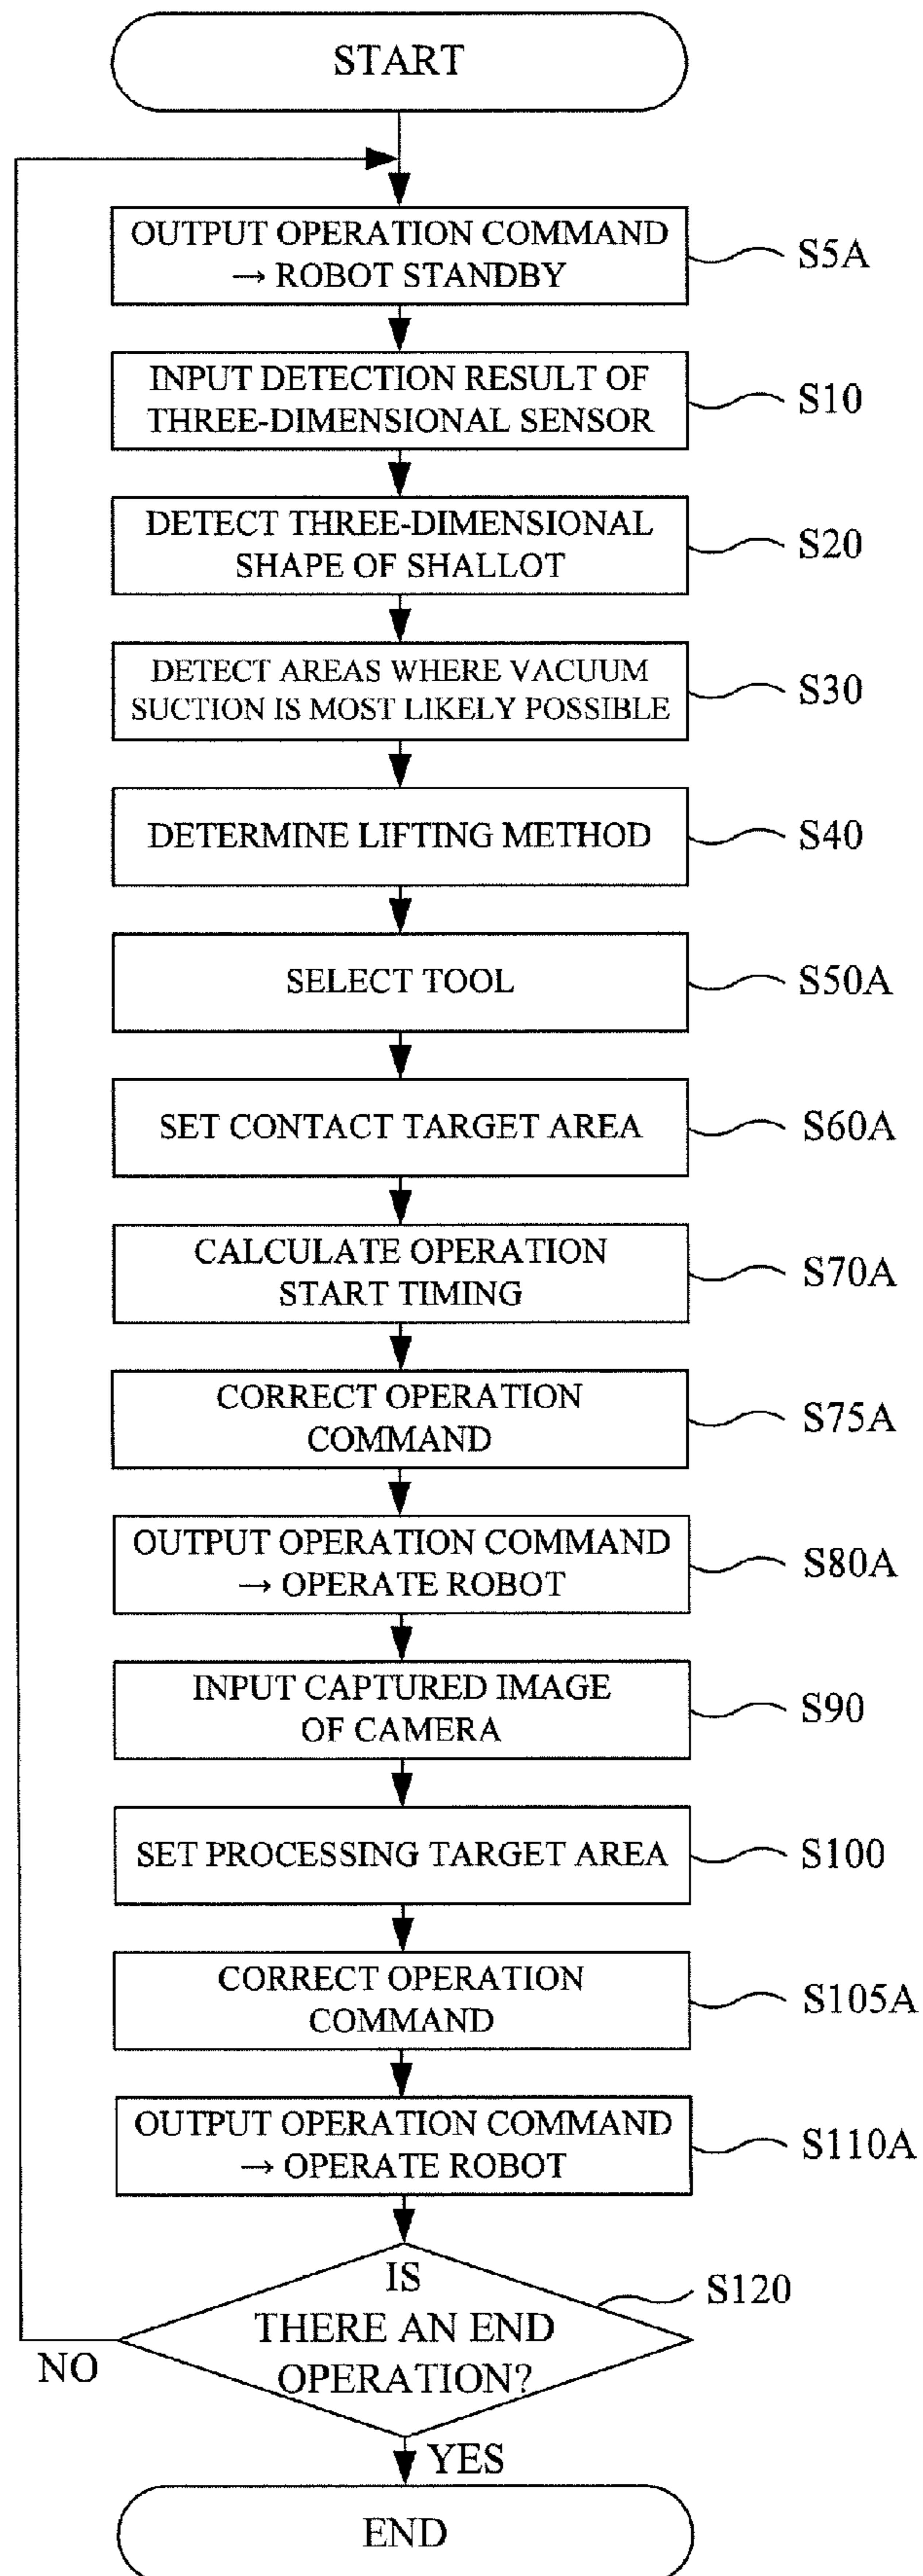 START
OUTPUT OPERATION COMMAND
→ ROBOT STANDBY
S5A
INPUT DETECTION RESULT OF
THREE-DIMENSIONAL SENSOR
S10
DETECT THREE-DIMENSIONAL
SHAPE OF SHALLOT
S20
DETECT AREAS WHERE VACUUM
SUCTION IS MOST LIKELY POSSIBLE
S30
DETERMINE LIFTING METHOD
S40
SELECT TOOL
S50A
SET CONTACT TARGET AREA
S60A
CALCULATE OPERATION
START TIMING
S70A
CORRECT OPERATION
COMMAND
S75A
OUTPUT OPERATION COMMAND
→ OPERATE ROBOT
S80A
INPUT CAPTURED IMAGE
OF CAMERA
S90
SET PROCESSING TARGET AREA
S100
CORRECT OPERATION
COMMAND
S105A
OUTPUT OPERATION COMMAND
→ OPERATE ROBOT
S110A
IS
THERE AN END
OPERATION?
S120
NO
YES
END